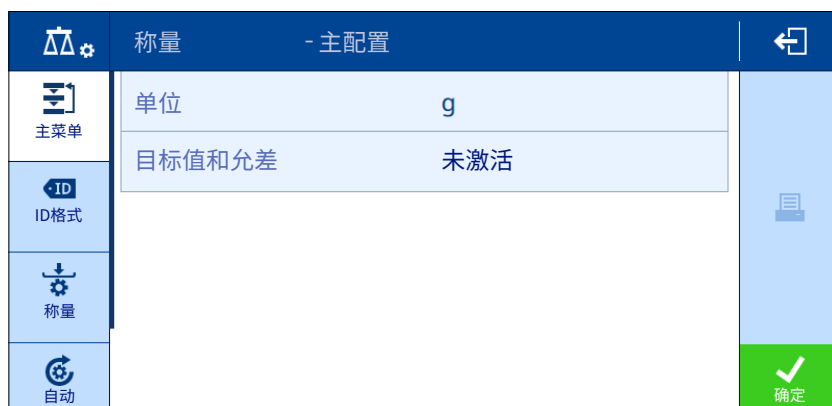 称量 - 主配置
主菜单
单位 g
目标值和允差 未激活
·ID
ID格式
称量
自动
确定